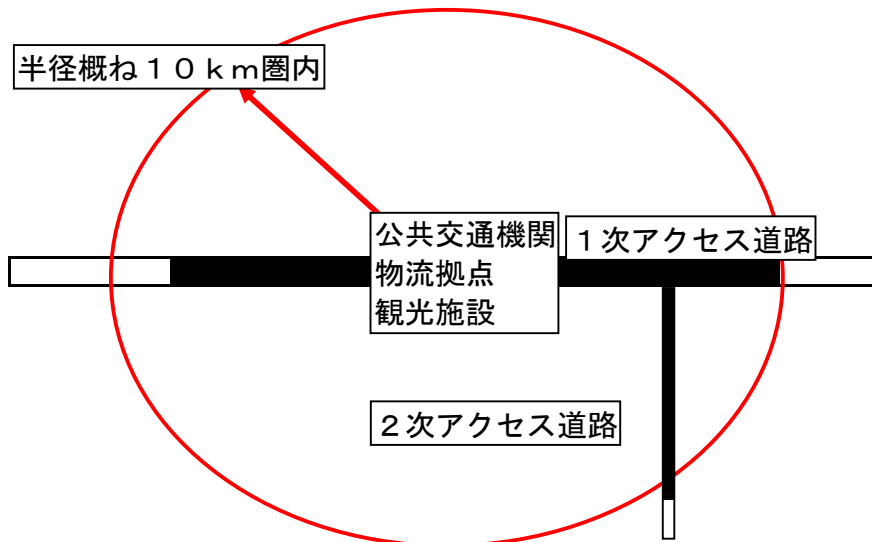 半径概ね１０ｋｍ圏内
公共交通機関
物流拠点
観光施設
１次アクセス道路
２次アクセス道路